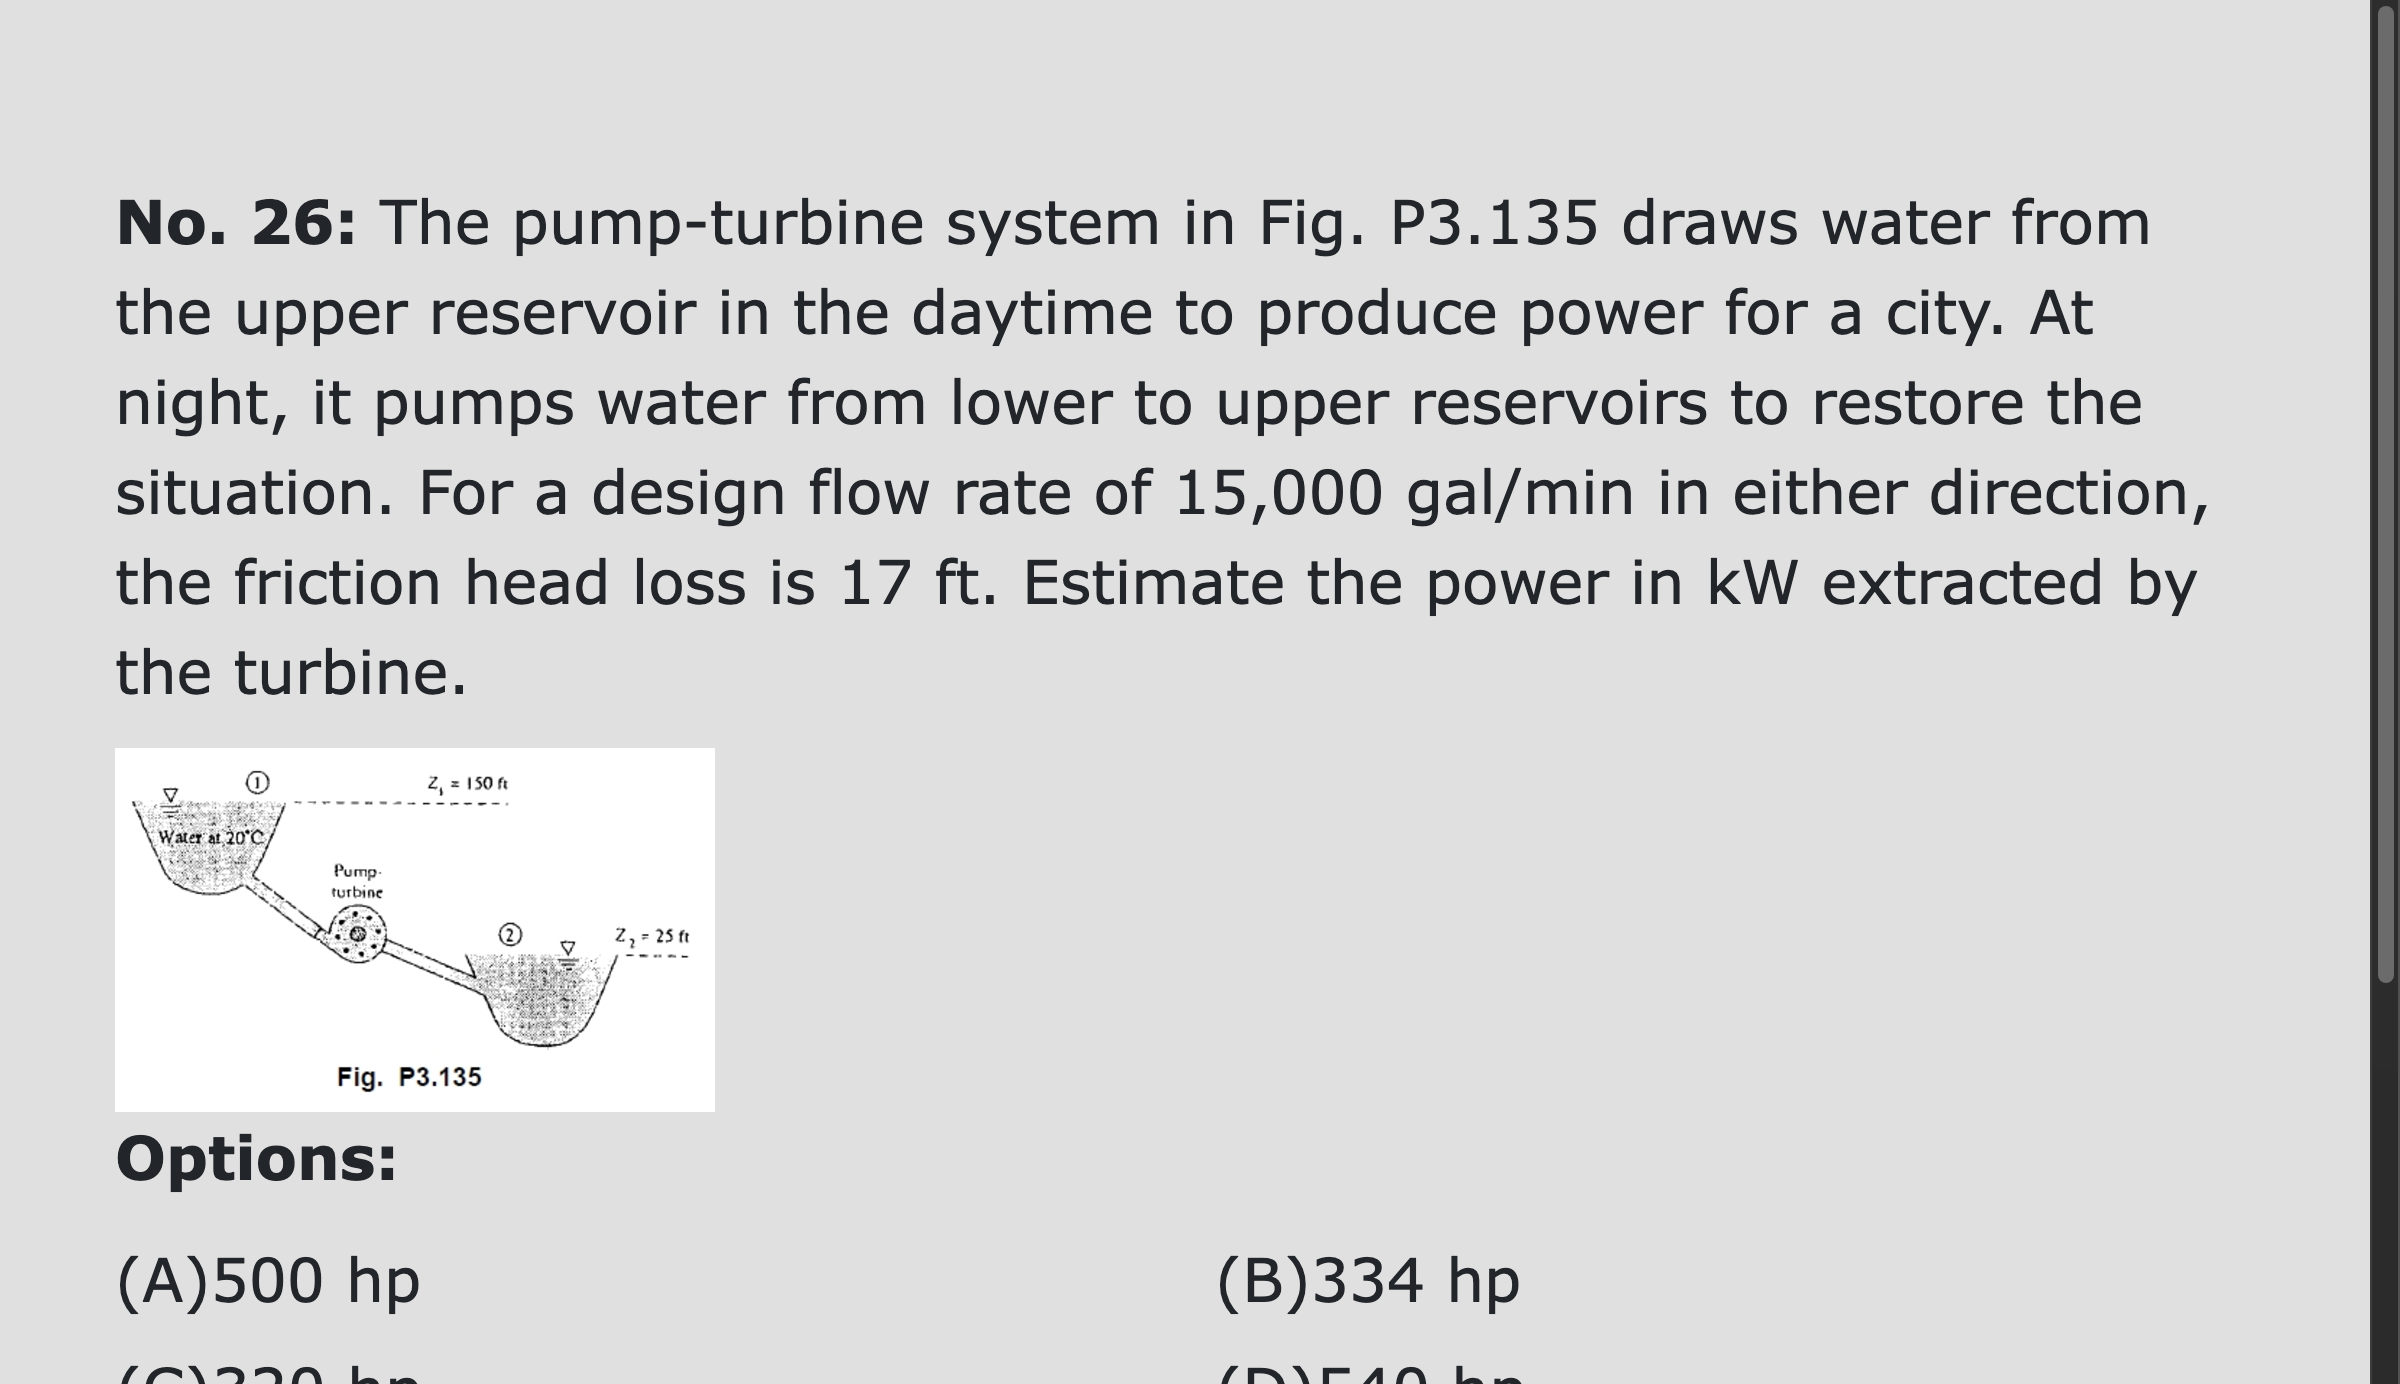 No. 26: The pump-turbine system in Fig. P3.135 draws water from
the upper reservoir in the daytime to produce power for a city. At
night, it pumps water from lower to upper reservoirs to restore the
situation. For a design flow rate of 15,000 gal/min in either direction,
the friction head loss is 17 ft. Estimate the power in kW extracted by
the turbine.
① Z₁ = 150 ft
Water at 20°C
Pump-
turbine
② Z₂ = 25 ft
Fig. P3.135
Options:
(A)500 hp (B)334 hp